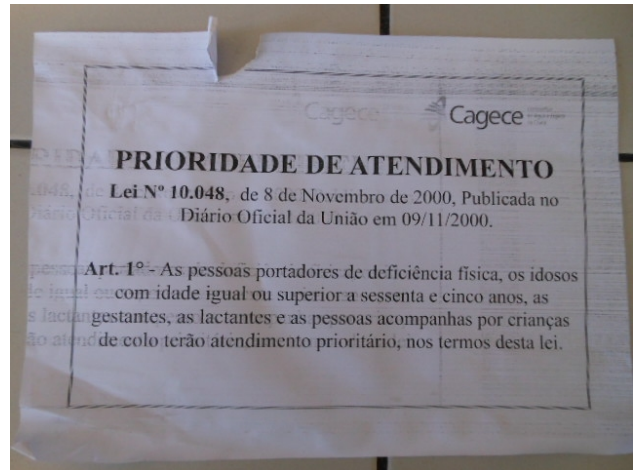 Cagece
PRIORIDADE DE ATENDIMENTO
Lei Nº 10.048, de 8 de Novembro de 2000, Publicada no
Diário Oficial da União em 09/11/2000.
Art. 1° - As pessoas portadores de deficiência física, os idosos
com idade igual ou superior a sessenta e cinco anos, as
gestantes, as lactantes e as pessoas acompanhas por crianças
de colo terão atendimento prioritário, nos termos desta lei.